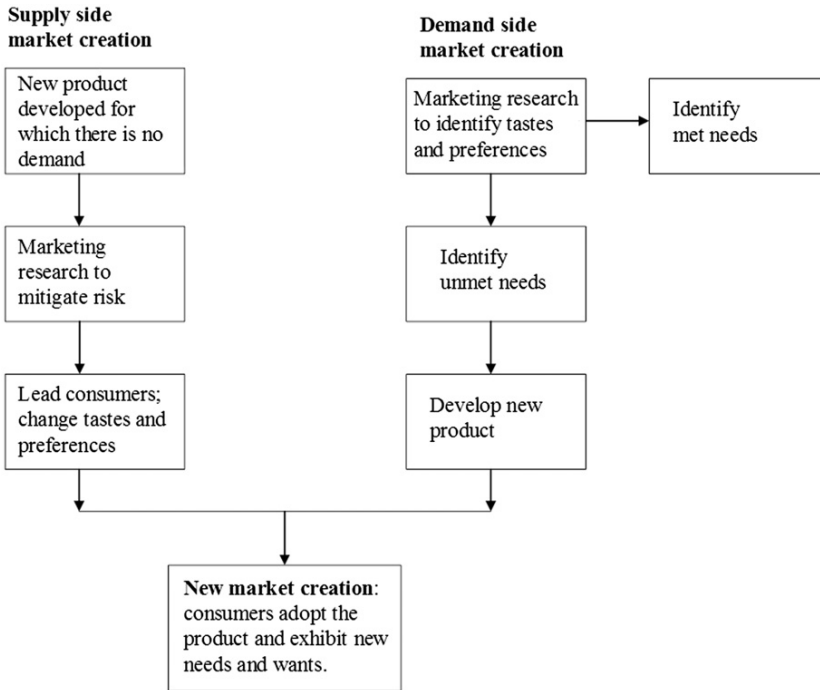 Supply side
market creation
New product
developed for
which there is no
demand
Marketing
research to
mitigate risk
Lead consumers;
change tastes and
preferences
Demand side
market creation
Marketing research
to identify tastes
and preferences
Identify
met needs
Identify
unmet needs
Develop new
product
New market creation:
consumers adopt the
product and exhibit new
needs and wants.